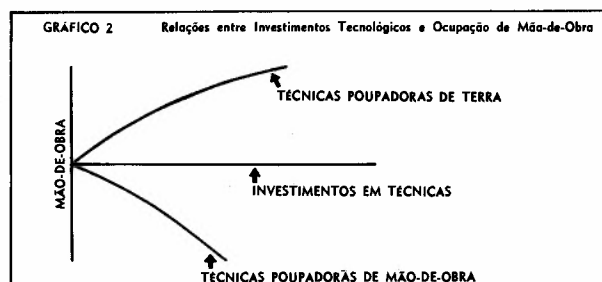 GRÁFICO 2 Relações entre Investimentos Tecnológicos e Ocupação de Mão-de-Obra
TÉCNICAS POUPADORAS DE TERRA
MÃO-DE-OBRA
INVESTIMENTOS EM TÉCNICAS
TÉCNICAS POUPADORAS DE MÃO-DE-OBRA